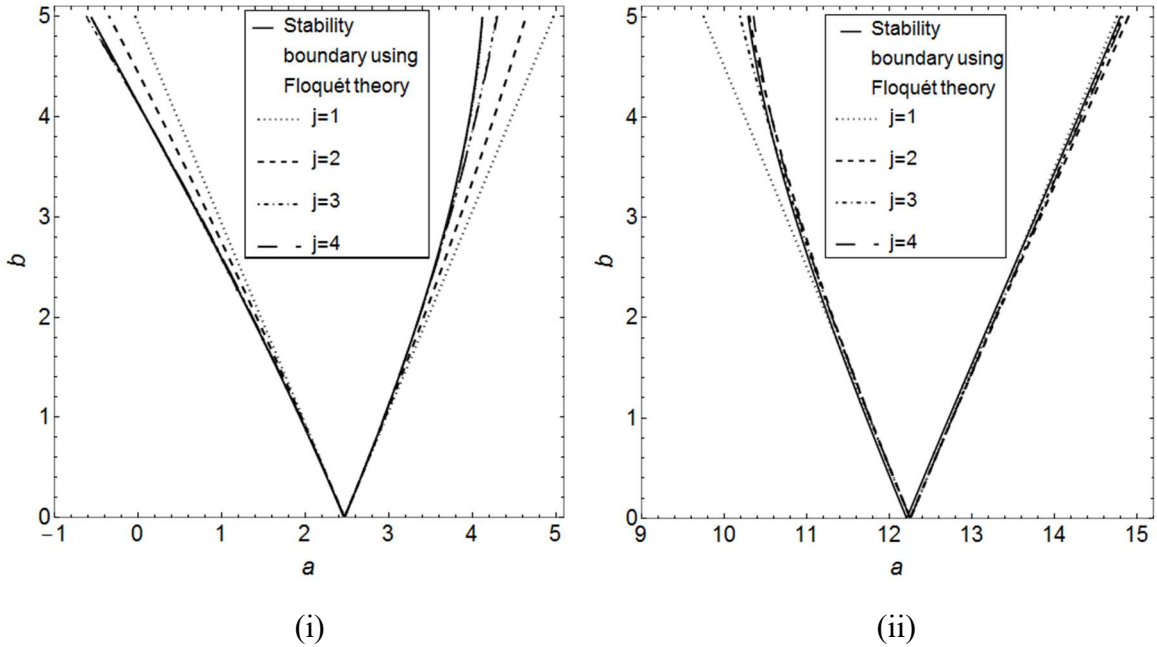 5
4
3
2
1
0
b
Stability
boundary using
Floquét theory
j=1
j=2
j=3
j=4
−1 0 1 2 3 4 5
a
(i)
5
4
3
2
1
0
b
Stability
boundary using
Floquét theory
j=1
j=2
j=3
j=4
9 10 11 12 13 14 15
a
(ii)